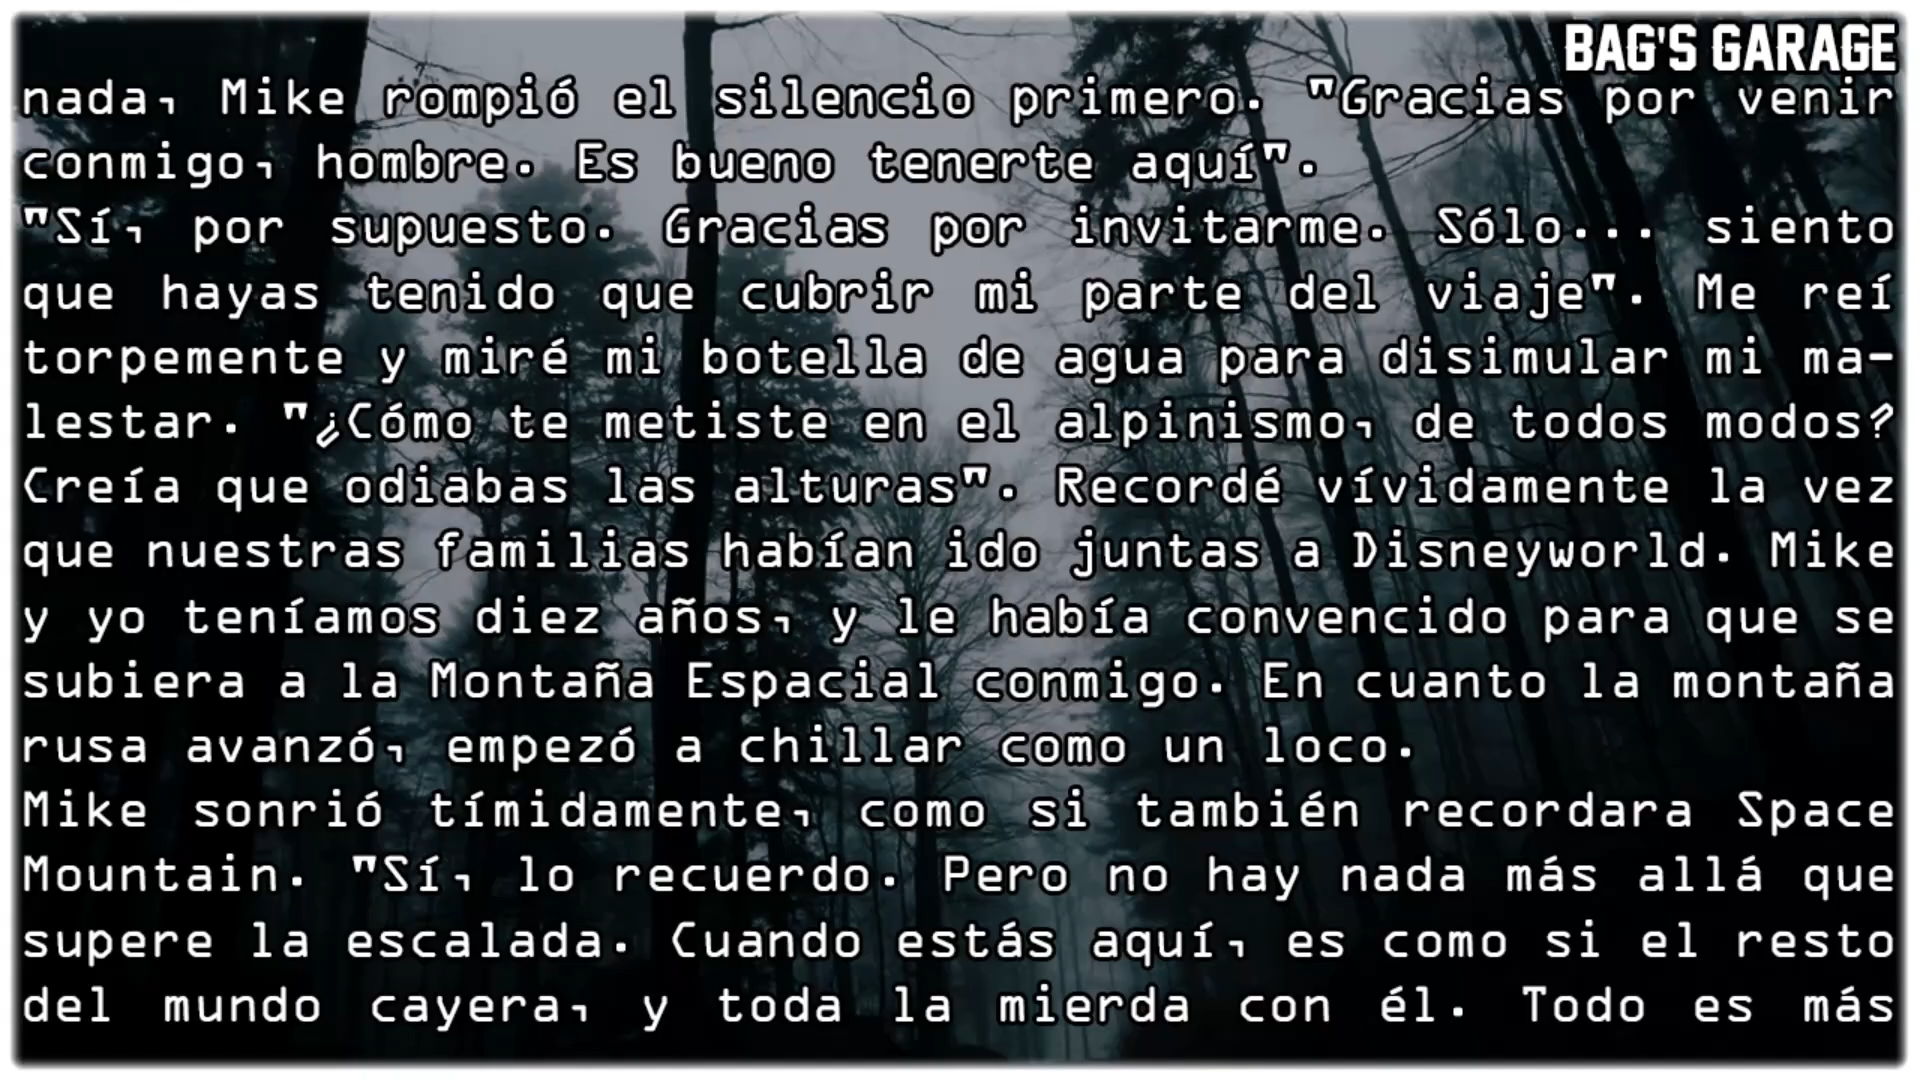 BAG'S GARAGE
nada, Mike rompió el silencio primero. "Gracias por venir
conmigo, hombre. Es bueno tenerte aquí".
"Sí, por supuesto. Gracias por invitarme. Sólo... siento
que hayas tenido que cubrir mi parte del viaje". Me reí
torpemente y miré mi botella de agua para disimular mi ma-
lestar. "¿Cómo te metiste en el alpinismo, de todos modos?
Creía que odiabas las alturas". Recordé vívidamente la vez
que nuestras familias habían ido juntas a Disneyworld. Mike
y yo teníamos diez años, y le había convencido para que se
subiera a la Montaña Espacial conmigo. En cuanto la montaña
rusa avanzó, empezó a chillar como un loco.
Mike sonrió tímidamente, como si también recordara Space
Mountain. "Sí, lo recuerdo. Pero no hay nada más allá que
supere la escalada. Cuando estás aquí, es como si el resto
del mundo cayera, y toda la mierda con él. Todo es más